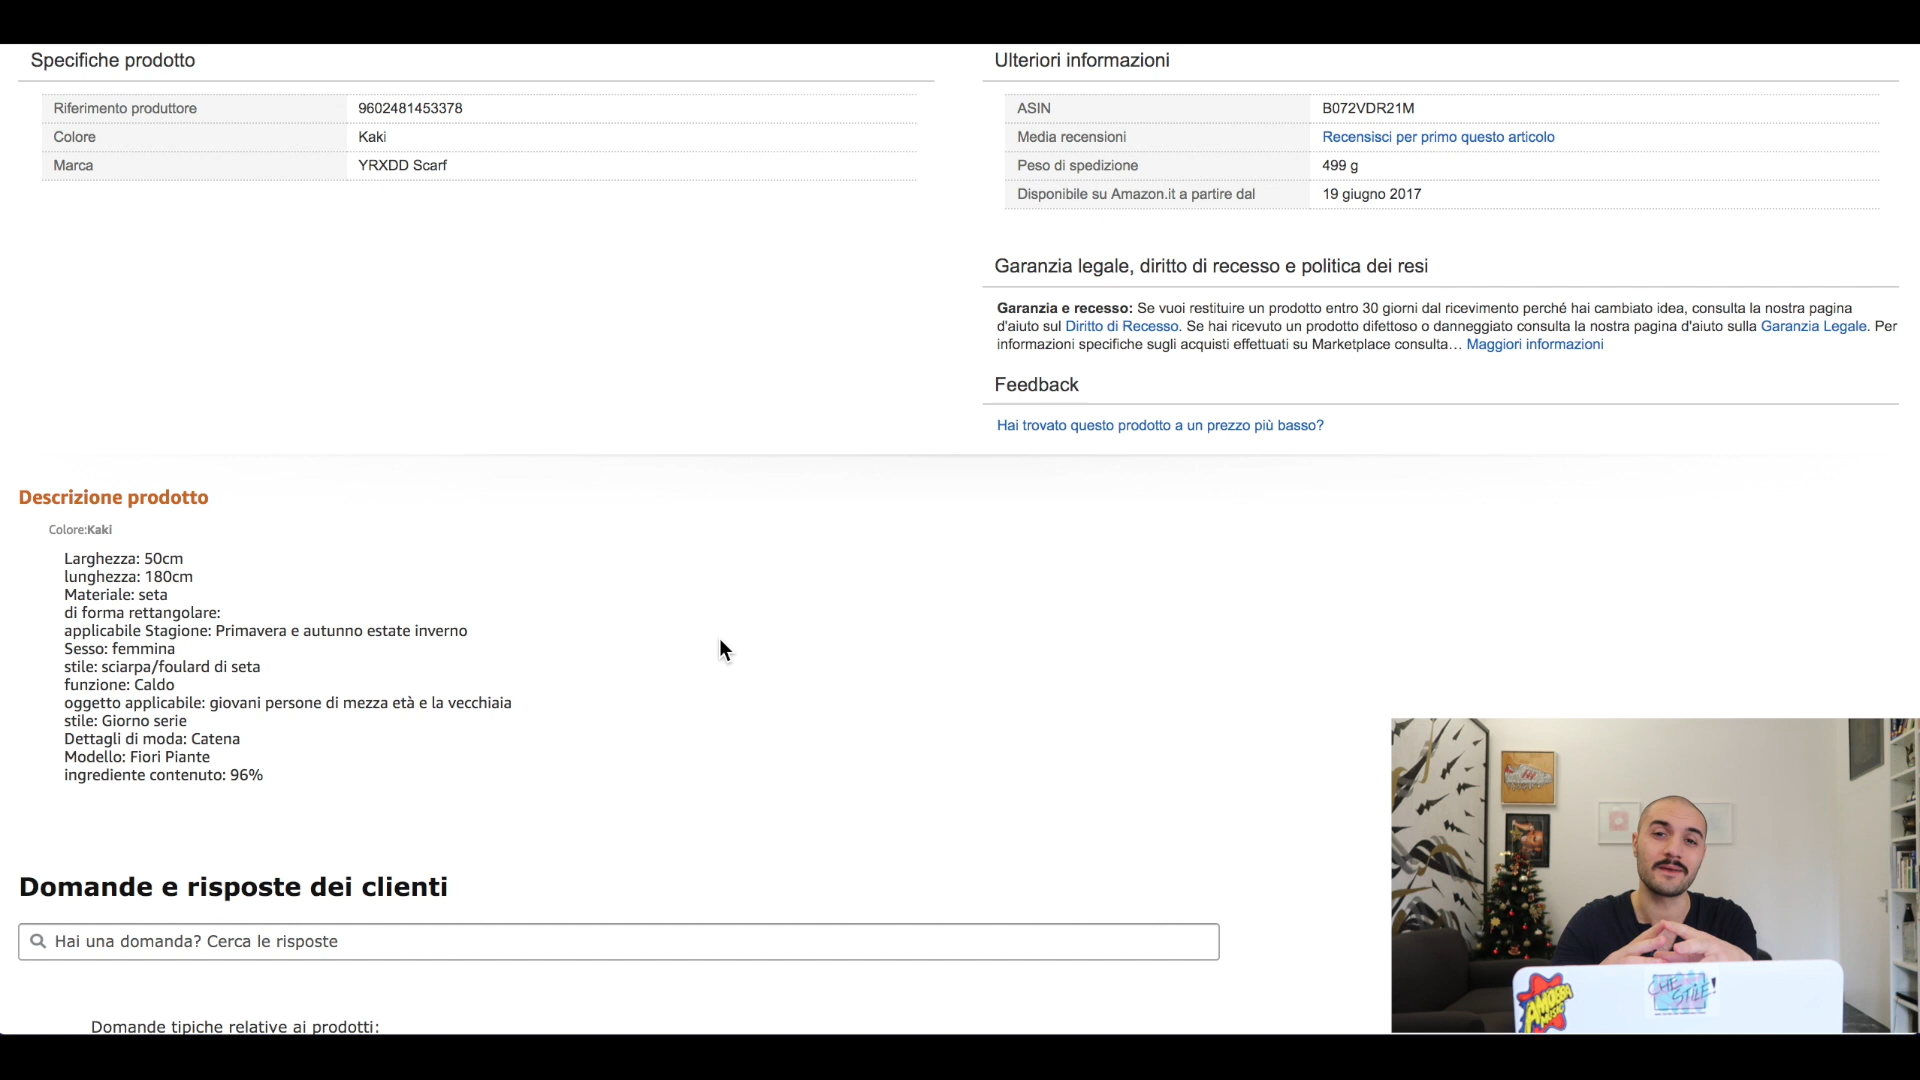 Specifiche prodotto
Riferimento produttore 9602481453378
Colore Kaki
Marca YRXDD Scarf
Ulteriori informazioni
ASIN B072VDR21M
Media recensioni Recensisci per primo questo articolo
Peso di spedizione 499 g
Disponibile su Amazon.it a partire dal 19 giugno 2017
Garanzia legale, diritto di recesso e politica dei resi
Garanzia e recesso: Se vuoi restituire un prodotto entro 30 giorni dal ricevimento perché hai cambiato idea, consulta la nostra pagina
d'aiuto sul Diritto di Recesso. Se hai ricevuto un prodotto difettoso o danneggiato consulta la nostra pagina d'aiuto sulla Garanzia Legale. Per
informazioni specifiche sugli acquisti effettuati su Marketplace consulta… Maggiori informazioni
Feedback
Hai trovato questo prodotto a un prezzo più basso?
Descrizione prodotto
Colore:Kaki
Larghezza: 50cm
lunghezza: 180cm
Materiale: seta
di forma rettangolare:
applicabile Stagione: Primavera e autunno estate inverno
Sesso: femmina
stile: sciarpa/foulard di seta
funzione: Caldo
oggetto applicabile: giovani persone di mezza età e la vecchiaia
stile: Giorno serie
Dettagli di moda: Catena
Modello: Fiori Piante
ingrediente contenuto: 96%
Domande e risposte dei clienti
Hai una domanda? Cerca le risposte
Domande tipiche relative ai prodotti:
AMOEBA
MUSIC
CHE
STILE!